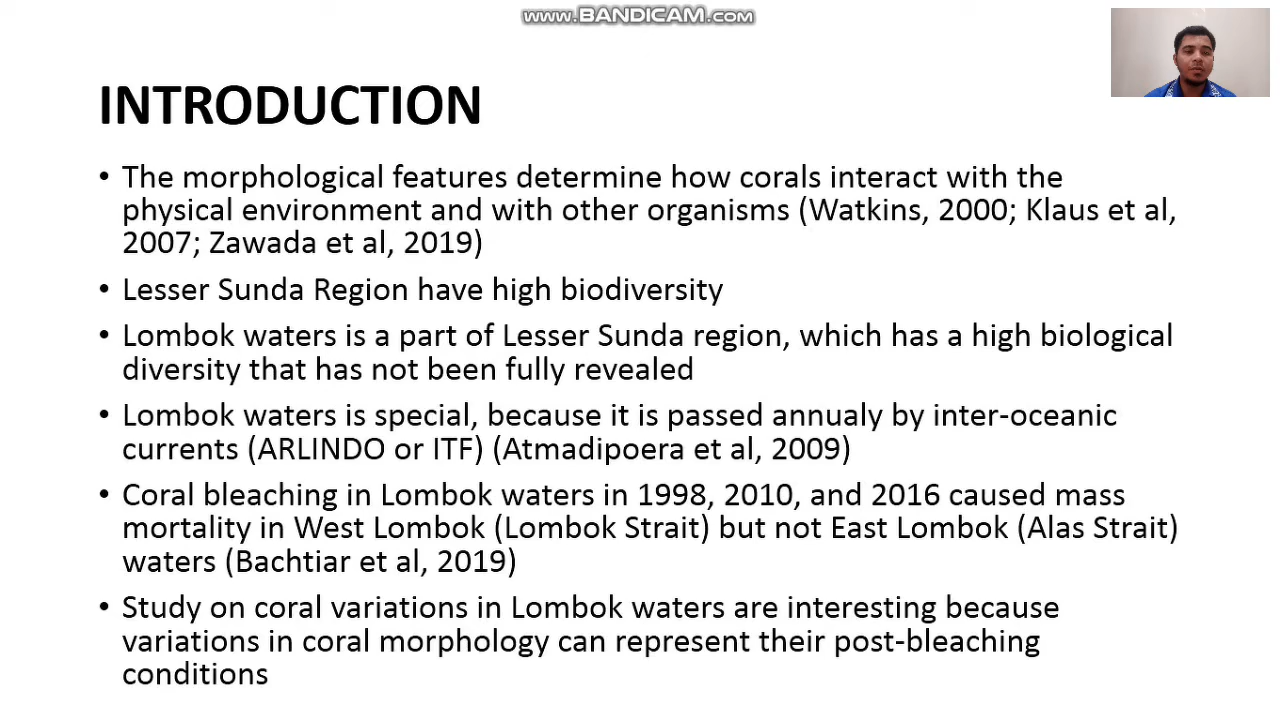 www.BANDICAM.com
INTRODUCTION
• The morphological features determine how corals interact with the
physical environment and with other organisms (Watkins, 2000; Klaus et al,
2007; Zawada et al, 2019)
• Lesser Sunda Region have high biodiversity
• Lombok waters is a part of Lesser Sunda region, which has a high biological
diversity that has not been fully revealed
• Lombok waters is special, because it is passed annualy by inter-oceanic
currents (ARLINDO or ITF) (Atmadipoera et al, 2009)
• Coral bleaching in Lombok waters in 1998, 2010, and 2016 caused mass
mortality in West Lombok (Lombok Strait) but not East Lombok (Alas Strait)
waters (Bachtiar et al, 2019)
• Study on coral variations in Lombok waters are interesting because
variations in coral morphology can represent their post-bleaching
conditions